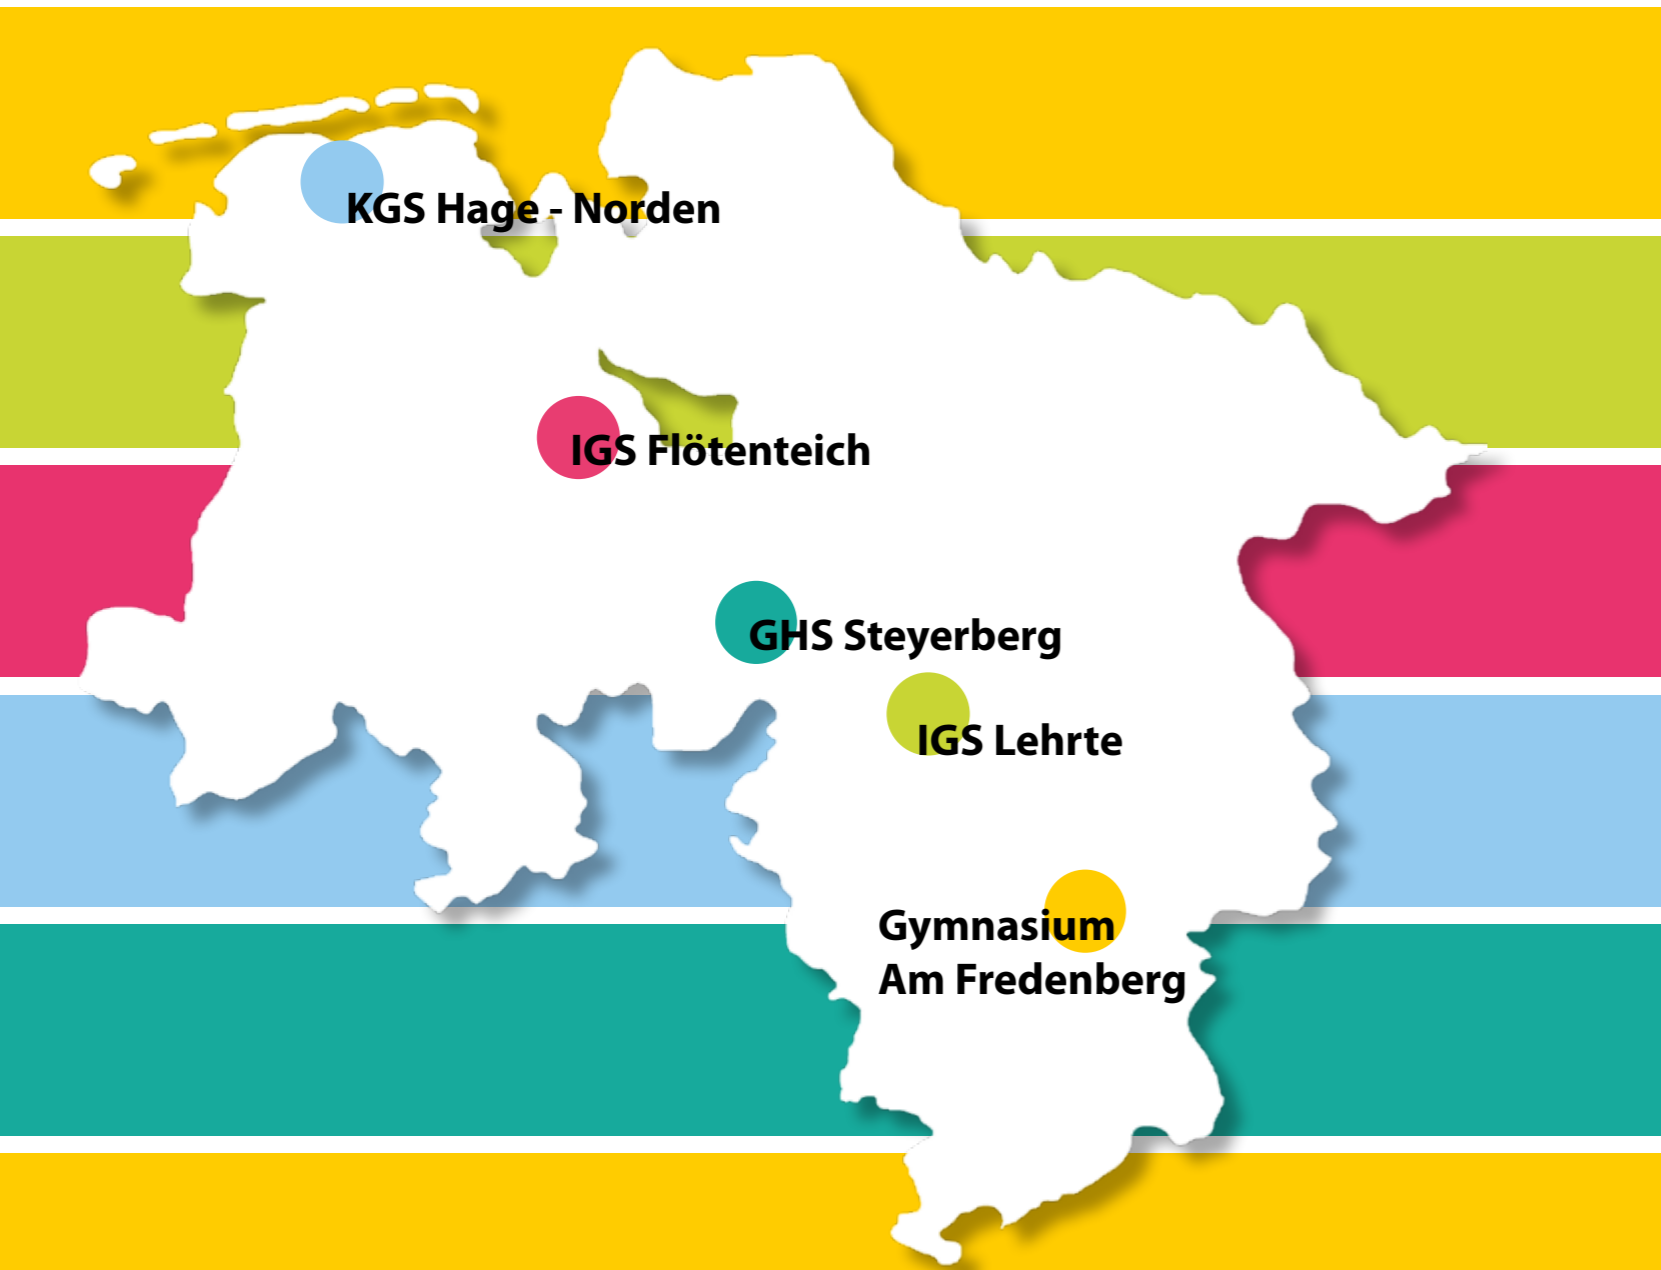 KGS Hage - Norden
IGS Flötenteich
GHS Steyerberg
IGS Lehrte
Gymnasium
Am Fredenberg